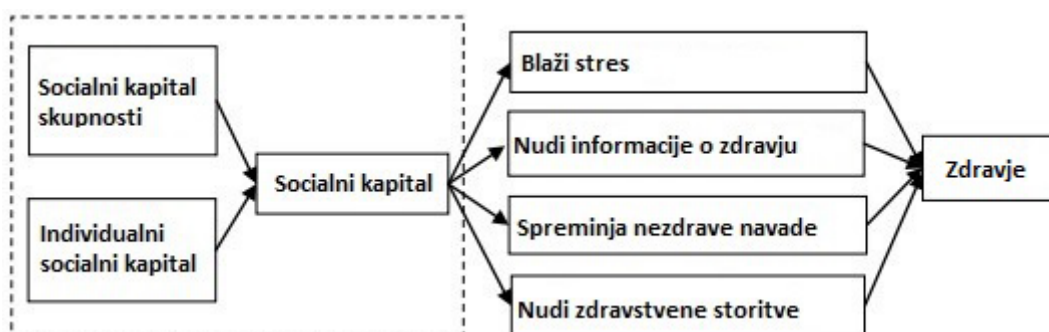 Socialni kapital
skupnosti
Individualni
socialni kapital
Socialni kapital
Blaži stres
Nudi informacije o zdravju
Spreminja nezdrave navade
Nudi zdravstvene storitve
Zdravje